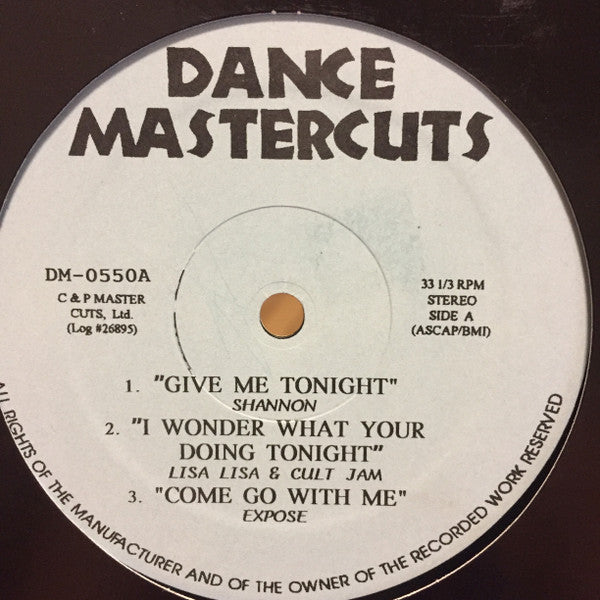 DANCE
MASTERCUTS
DM-0550A
C & P MASTER
CUTS, Ltd.
(Log #26895)
33 1/3 RPM
STEREO
SIDE A
(ASCAP/BMI)
1. "GIVE ME TONIGHT"
SHANNON
2. "I WONDER WHAT YOUR
DOING TONIGHT"
LISA LISA & CULT JAM
3. "COME GO WITH ME"
EXPOSE
ALL RIGHTS OF THE MANUFACTURER AND OF THE OWNER OF THE RECORDED WORK RESERVED